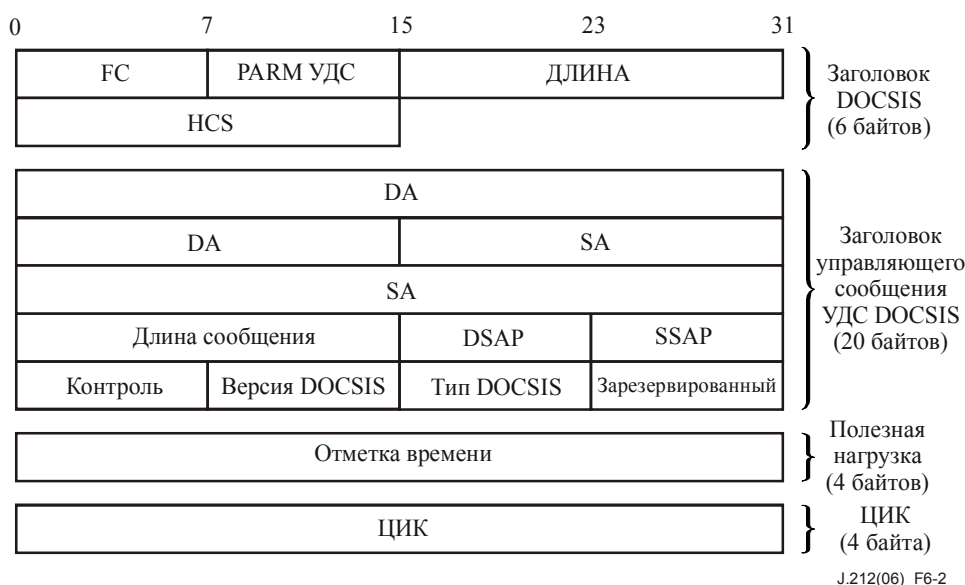 0 7 15 23 31
FC PARM УДС ДЛИНА
HCS
Заголовок
DOCSIS
(6 байтов)
DA
DA SA
SA
Длина сообщения DSAP SSAP
Контроль Версия DOCSIS Тип DOCSIS Зарезервированный
Заголовок
управляющего
сообщения
УДС DOCSIS
(20 байтов)
Отметка времени
Полезная
нагрузка
(4 байтов)
ЦИК
ЦИК
(4 байта)
J.212(06)_F6-2